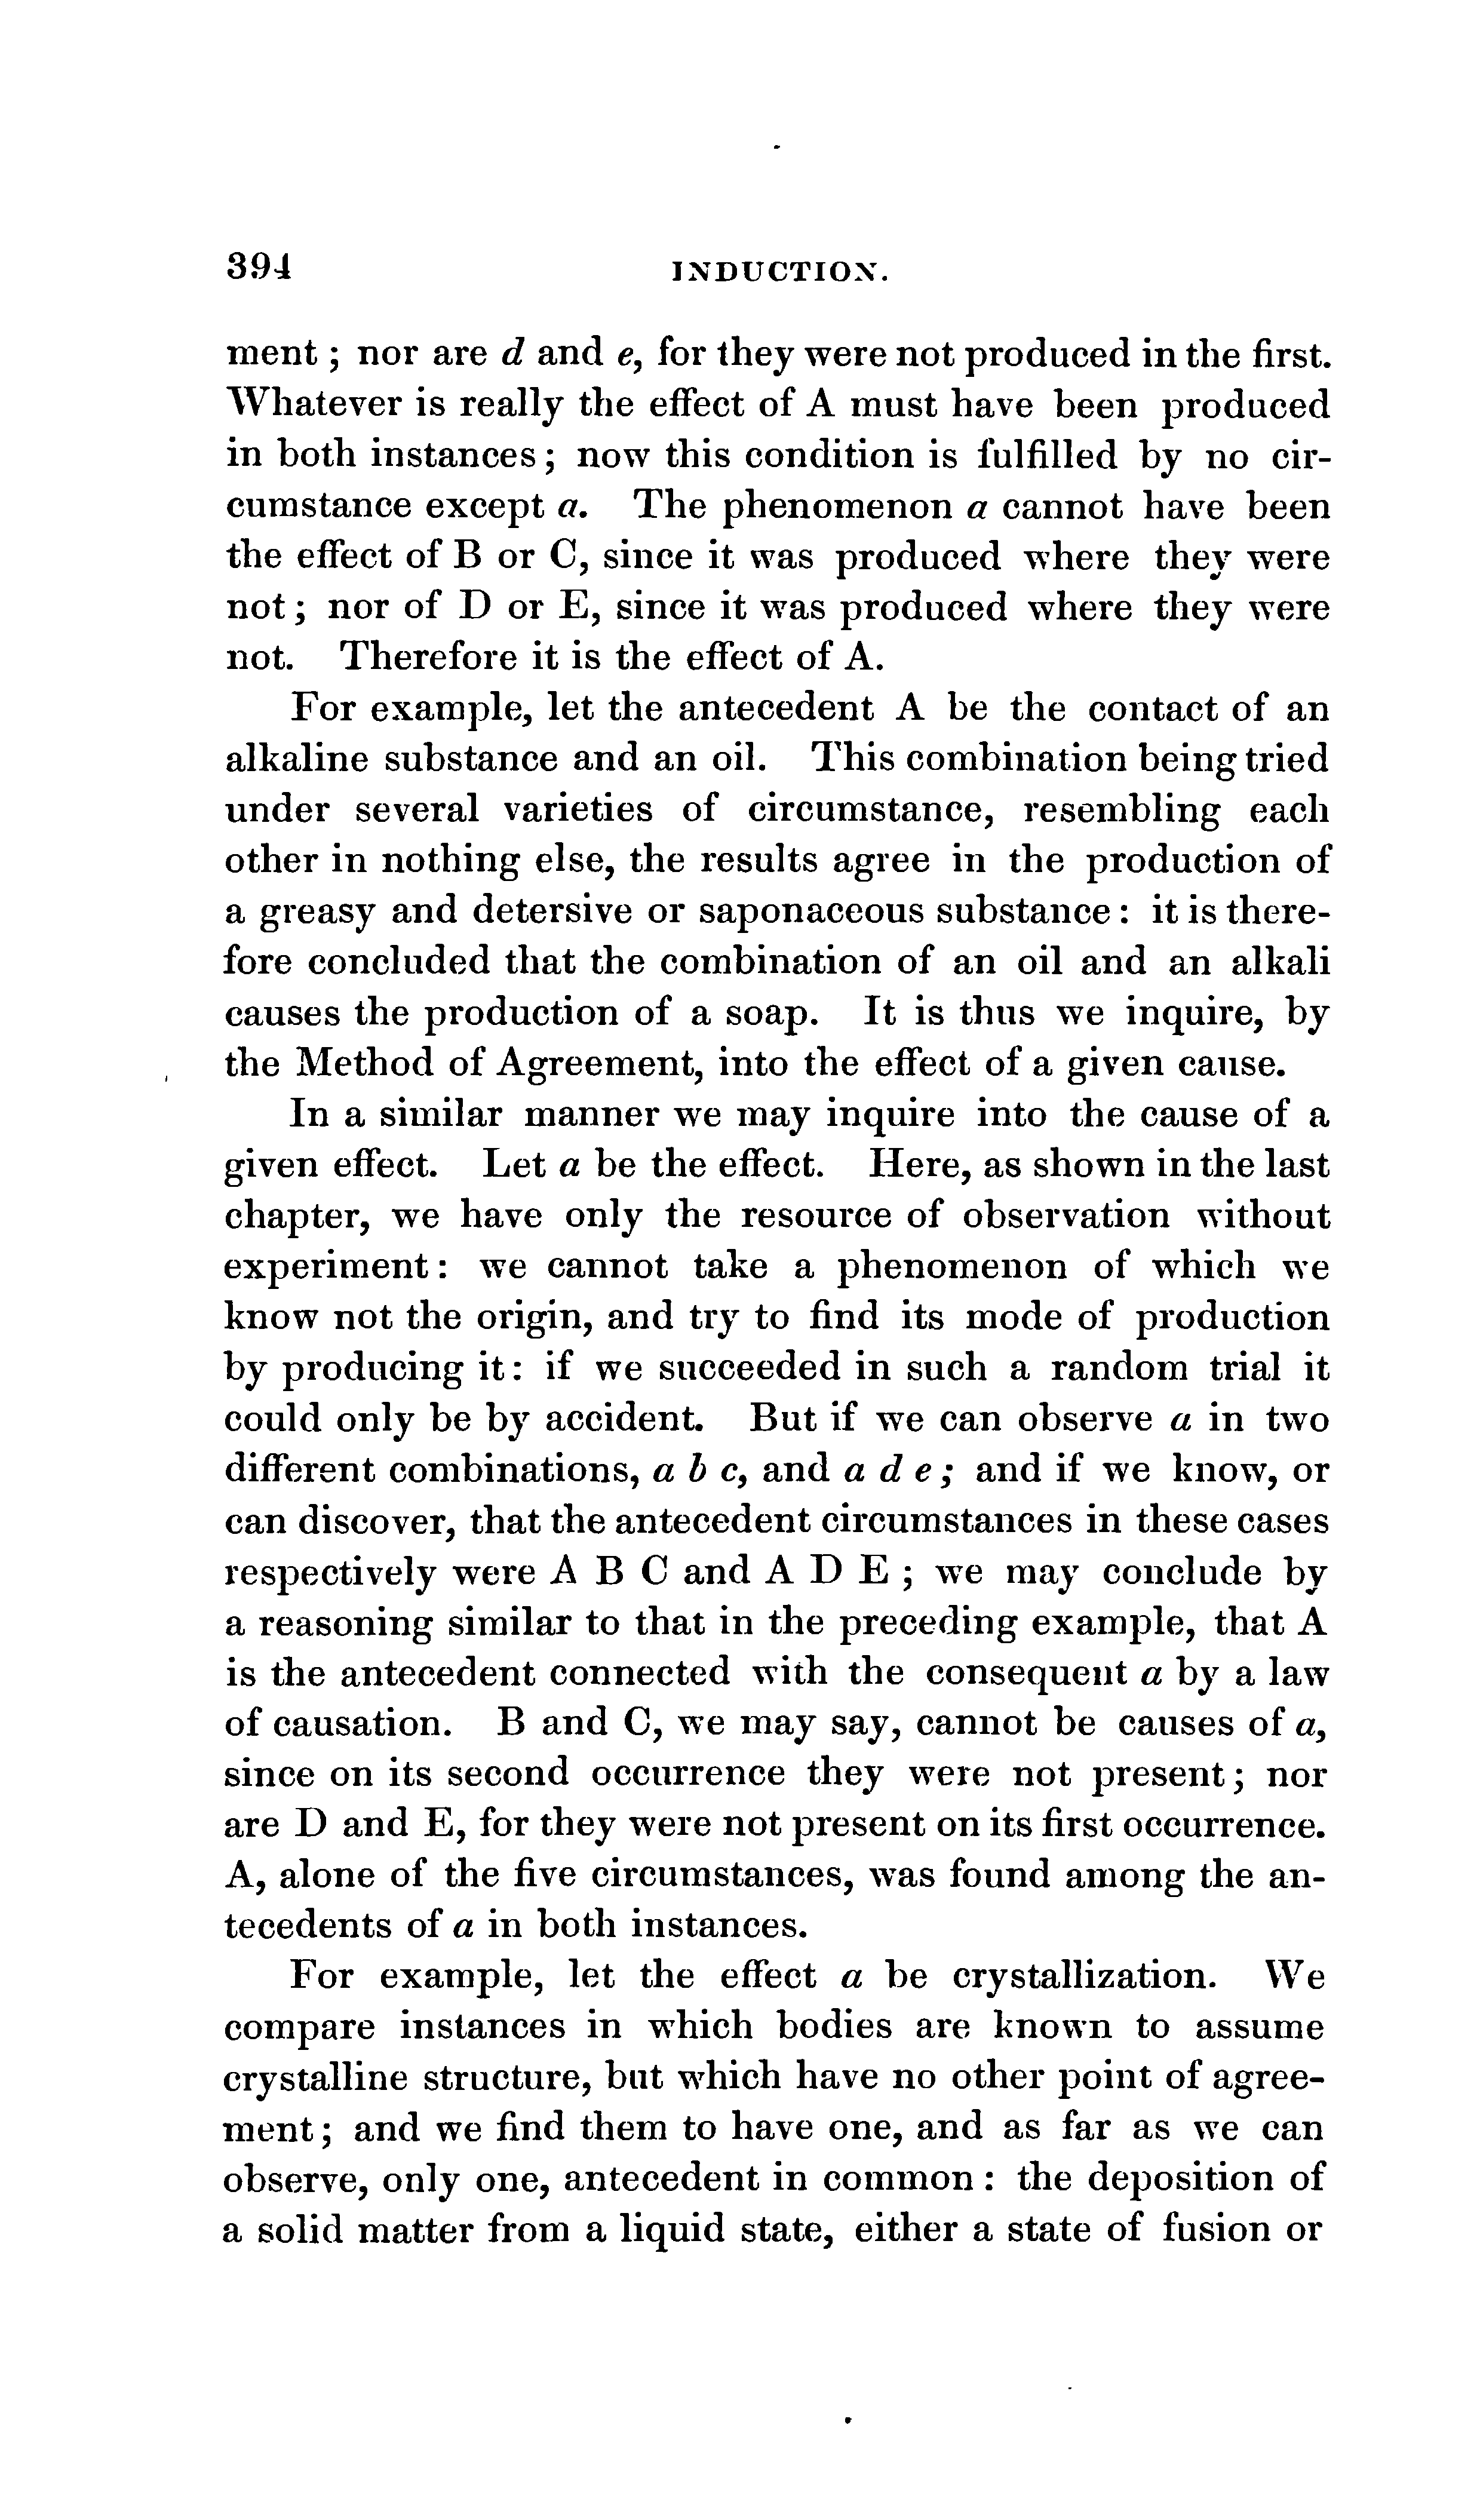 394 INDUCTION.
ment ; nor are d and e, for they were not produced in the first.
Whatever is really the effect of A must have been produced
in both instances; now this condition is fulfilled by no cir-
cumstance except a. The phenomenon a cannot have been
the effect of B or C, since it was produced where they were
not; nor of D or E, since it was produced where they were
not. Therefore it is the effect of A.
For example, let the antecedent A be the contact of an
alkaline substance and an oil. This combination being tried
under several varieties of circumstance, resembling each
other in nothing else, the results agree in the production of
a greasy and detersive or saponaceous substance: it is there-
fore concluded that the combination of an oil and an alkali
causes the production of a soap. It is thus we inquire, by
the Method of Agreement, into the effect of a given cause.
In a similar manner we may inquire into the cause of a
given effect. Let a be the effect. Here, as shown in the last
chapter, we have only the resource of observation without
experiment: we cannot take a phenomenon of which we
know not the origin, and try to find its mode of production
by producing it: if we succeeded in such a random trial it
could only be by accident. But if we can observe a in two
different combinations, a b c, and a d e; and if we know, or
can discover, that the antecedent circumstances in these cases
respectively were A B C and A D E ; we may conclude by
a reasoning similar to that in the preceding example, that A
is the antecedent connected with the consequent a by a law
of causation. B and C, we may say, cannot be causes of a,
since on its second occurrence they were not present; nor
are D and E, for they were not present on its first occurrence.
A, alone of the five circumstances, was found among the an-
tecedents of a in both instances.
For example, let the effect a be crystallization. We
compare instances in which bodies are known to assume
crystalline structure, but which have no other point of agree-
ment; and we find them to have one, and as far as we can
observe, only one, antecedent in common : the deposition of
a solid matter from a liquid state, either a state of fusion or